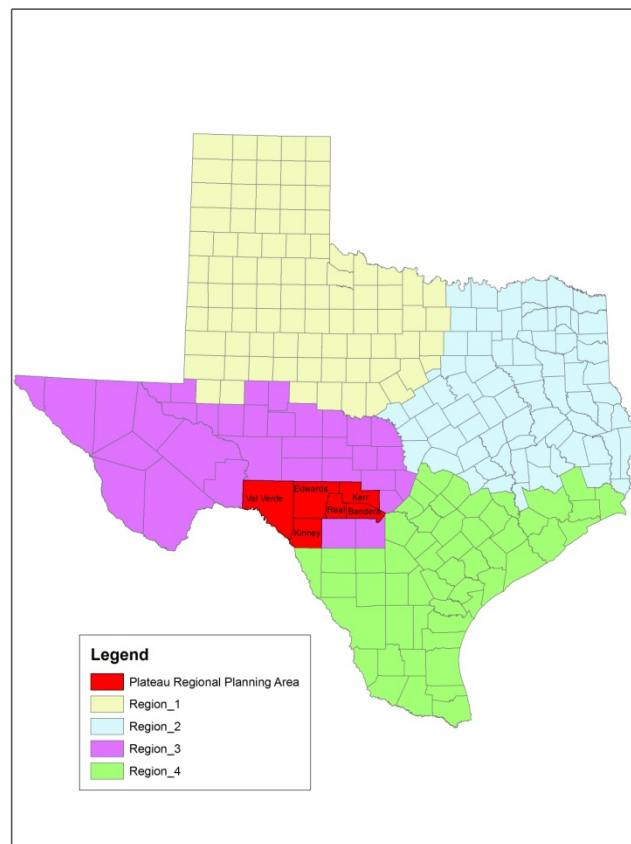 Edwards
Val Verde
Kerr
Real
Bandera
Kinney
Legend
Plateau Regional Planning Area
Region_1
Region_2
Region_3
Region_4